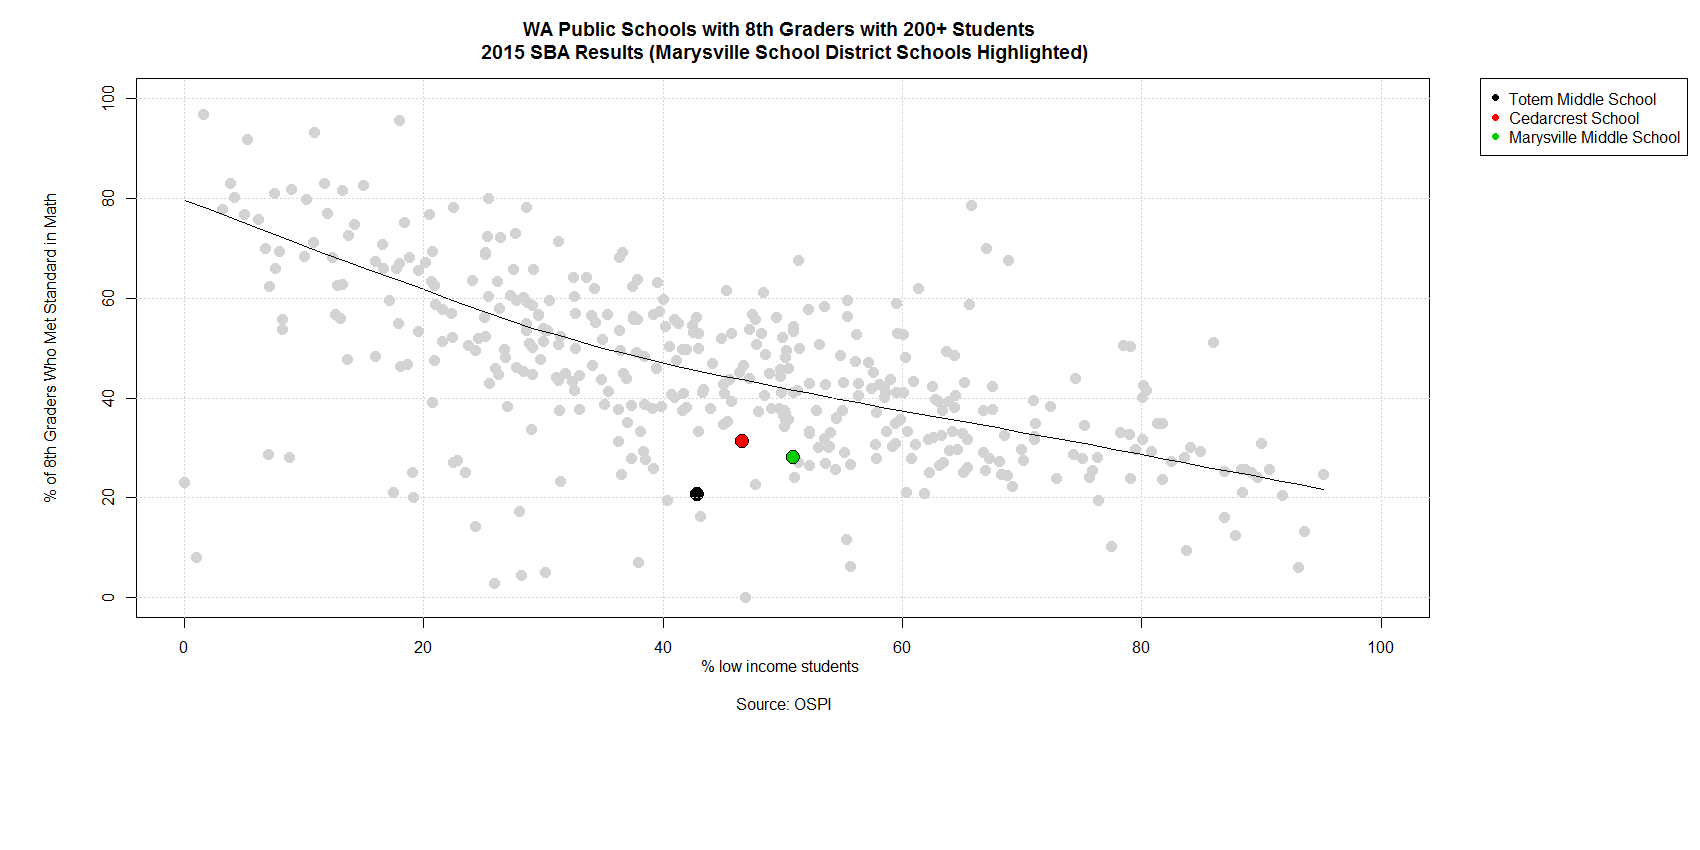 WA Public Schools with 8th Graders with 200+ Students
2015 SBA Results (Marysville School District Schools Highlighted)
Totem Middle School
Cedarcrest School
Marysville Middle School
% of 8th Graders Who Met Standard in Math
100
80
60
40
20
0
0 20 40 60 80 100
% low income students
Source: OSPI